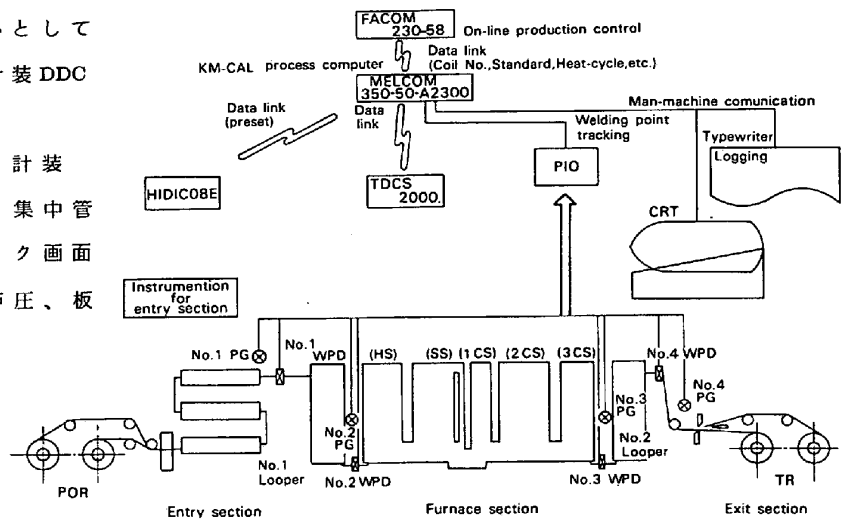 として
装DDC
計装
集中管
ク画面
圧、板
FACOM
230-58
On-line production control
Data link
(Coil No.,Standard,Heat-cycle,etc.)
KM-CAL process computer
MELCOM
350-50-A2300
Data link
(preset)
Data
link
Man-machine comunication
Welding point
tracking
Typewriter
Logging
PIO
HIDIC08E
TDCS
2000.
CRT
Instrumention
for
entry section
No.1 PG
No.1
WPD
(HS)
(SS)
(1CS)
(2CS)
(3CS)
No.4 WPD
No.4
PG
No.2
PG
No.3
PG
No.1
Looper
No.2 WPD
No.3 WPD
No.2
Looper
POR
TR
Entry section
Furnace section
Exit section